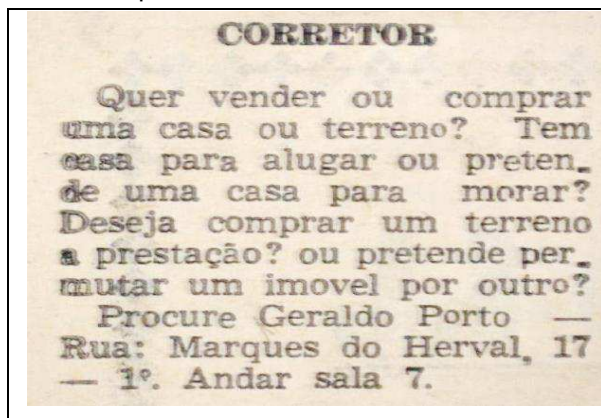 CORRETOR
Quer vender ou comprar
uma casa ou terreno? Tem
casa para alugar ou preten-
de uma casa para morar?
Deseja comprar um terreno
a prestação? ou pretende per-
mutar um imovel por outro?
Procure Geraldo Porto —
Rua: Marques do Herval, 17
— 1º. Andar sala 7.